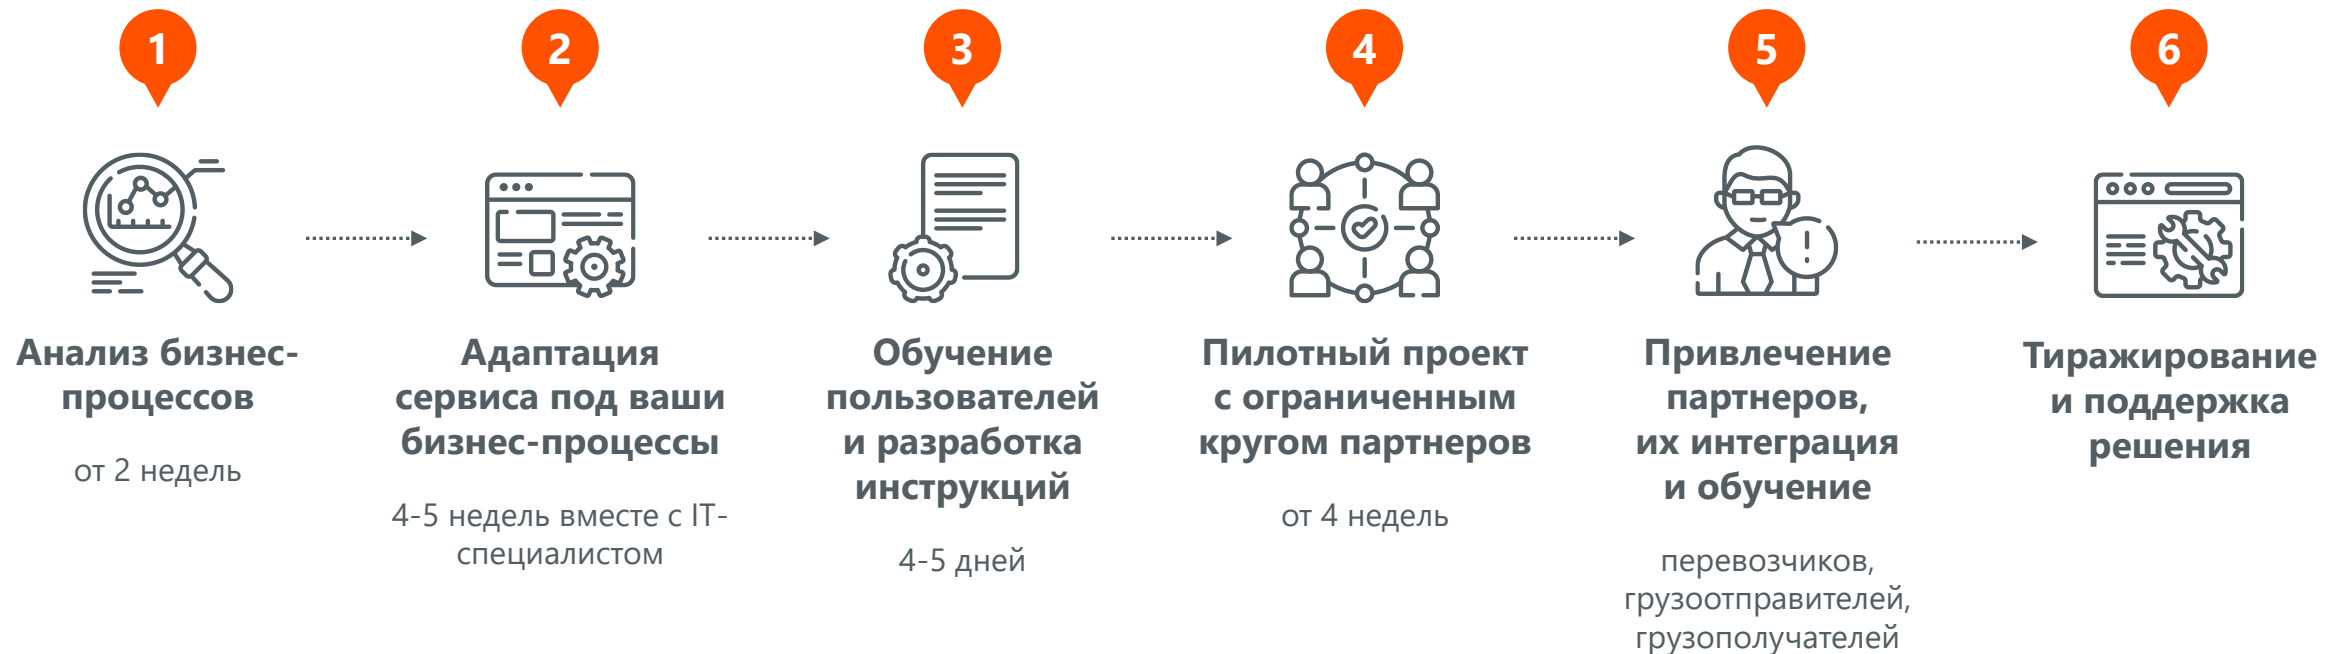 1
Анализ бизнес-
процессов
от 2 недель
2
Адаптация
сервиса под ваши
бизнес-процессы
4-5 недель вместе с IT-
специалистом
3
Обучение
пользователей
и разработка
инструкций
4-5 дней
4
Пилотный проект
с ограниченным
кругом партнеров
от 4 недель
5
Привлечение
партнеров,
их интеграция
и обучение
перевозчиков,
грузоотправителей,
грузополучателей
6
Тиражирование
и поддержка
решения